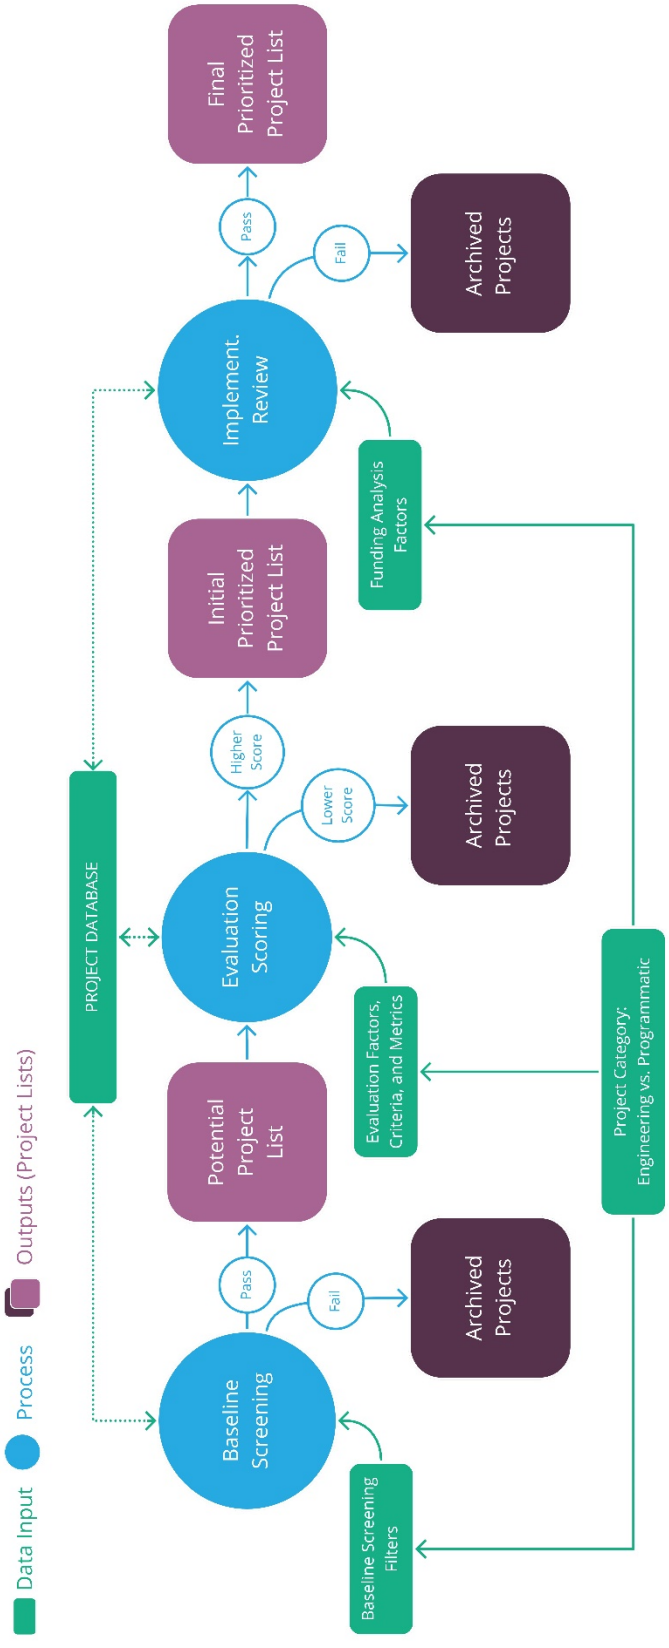 Data Input
Process
Outputs (Project Lists)
PROJECT DATABASE
Baseline
Screening
Pass
Potential
Project
List
Evaluation
Scoring
Higher
Score
Initial
Prioritized
Project List
Implement.
Review
Pass
Final
Prioritized
Project List
Fail
Lower
Score
Fail
Baseline Screening
Filters
Archived
Projects
Evaluation Factors,
Criteria, and Metrics
Archived
Projects
Funding Analysis
Factors
Archived
Projects
Project Category:
Engineering vs. Programmatic